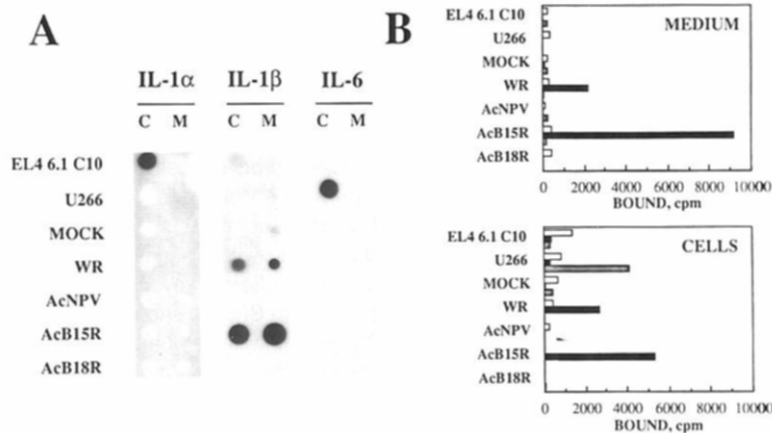 A
IL-1α IL-1β IL-6
C M C M C M
EL4 6.1 C10
U266
MOCK
WR
AcNPV
AcB15R
AcB18R
B
EL4 6.1 C10
U266
MOCK
WR
AcNPV
AcB15R
AcB18R
MEDIUM
0 2000 4000 6000 8000 10000
BOUND, cpm
EL4 6.1 C10
U266
MOCK
WR
AcNPV
AcB15R
AcB18R
CELLS
0 2000 4000 6000 8000 10000
BOUND, cpm